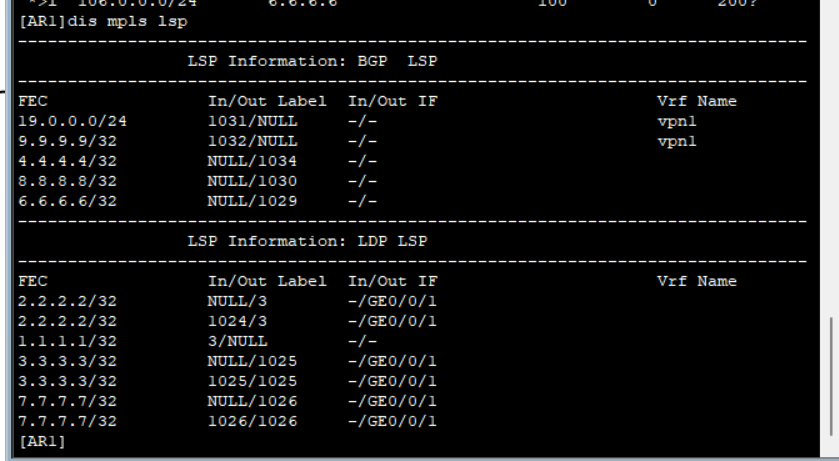 *>i  106.0.0.0/24       6.6.6.6                         100        0      200?
[AR1]dis mpls lsp
-------------------------------------------------------------------------------
                 LSP Information: BGP  LSP
-------------------------------------------------------------------------------
FEC                In/Out Label  In/Out IF                      Vrf Name
19.0.0.0/24        1031/NULL     -/-                            vpn1
9.9.9.9/32         1032/NULL     -/-                            vpn1
4.4.4.4/32         NULL/1034     -/-
8.8.8.8/32         NULL/1030     -/-
6.6.6.6/32         NULL/1029     -/-
-------------------------------------------------------------------------------
                 LSP Information: LDP LSP
-------------------------------------------------------------------------------
FEC                In/Out Label  In/Out IF                      Vrf Name
2.2.2.2/32         NULL/3        -/GE0/0/1
2.2.2.2/32         1024/3        -/GE0/0/1
1.1.1.1/32         3/NULL        -/-
3.3.3.3/32         NULL/1025     -/GE0/0/1
3.3.3.3/32         1025/1025     -/GE0/0/1
7.7.7.7/32         NULL/1026     -/GE0/0/1
7.7.7.7/32         1026/1026     -/GE0/0/1
[AR1]